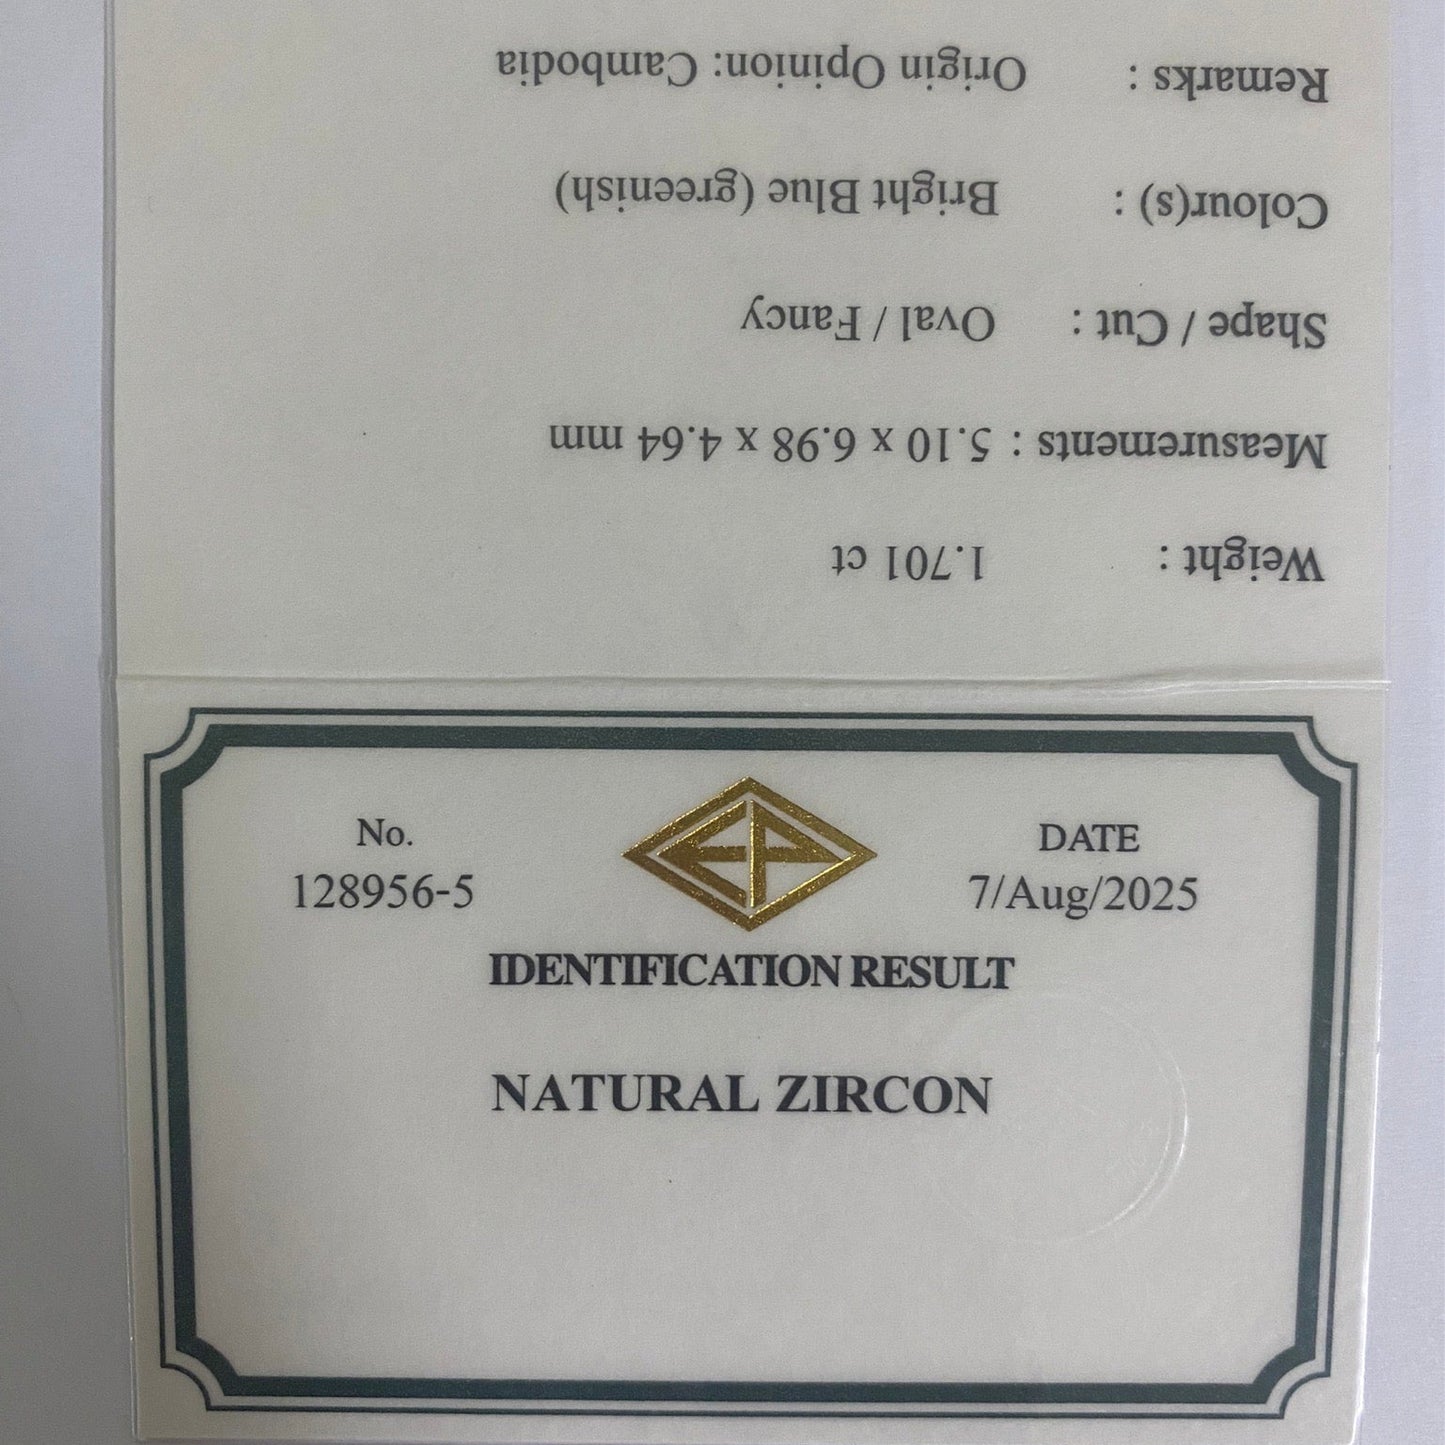 No.
128956-5
EP
DATE
7/Aug/2025
IDENTIFICATION RESULT
NATURAL ZIRCON
Weight : 1.701 ct
Measurements : 5.10 x 6.98 x 4.64 mm
Shape / Cut : Oval / Fancy
Colour(s) : Bright Blue (greenish)
Remarks : Origin Opinion: Cambodia